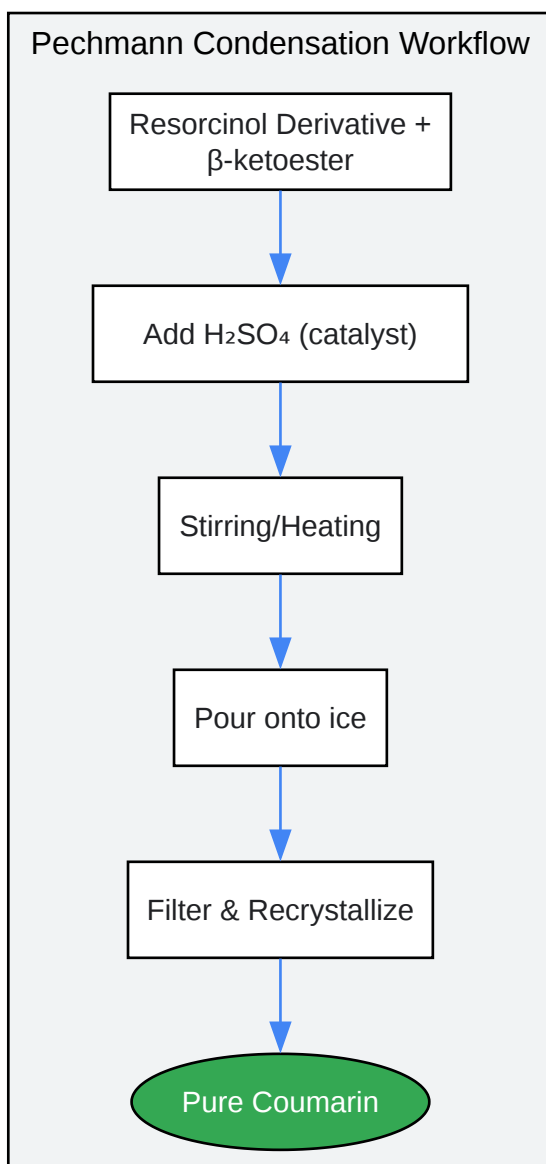 Pechmann Condensation Workflow
Resorcinol Derivative +
β-ketoester
Add H₂SO₄ (catalyst)
Stirring/Heating
Pour onto ice
Filter & Recrystallize
Pure Coumarin